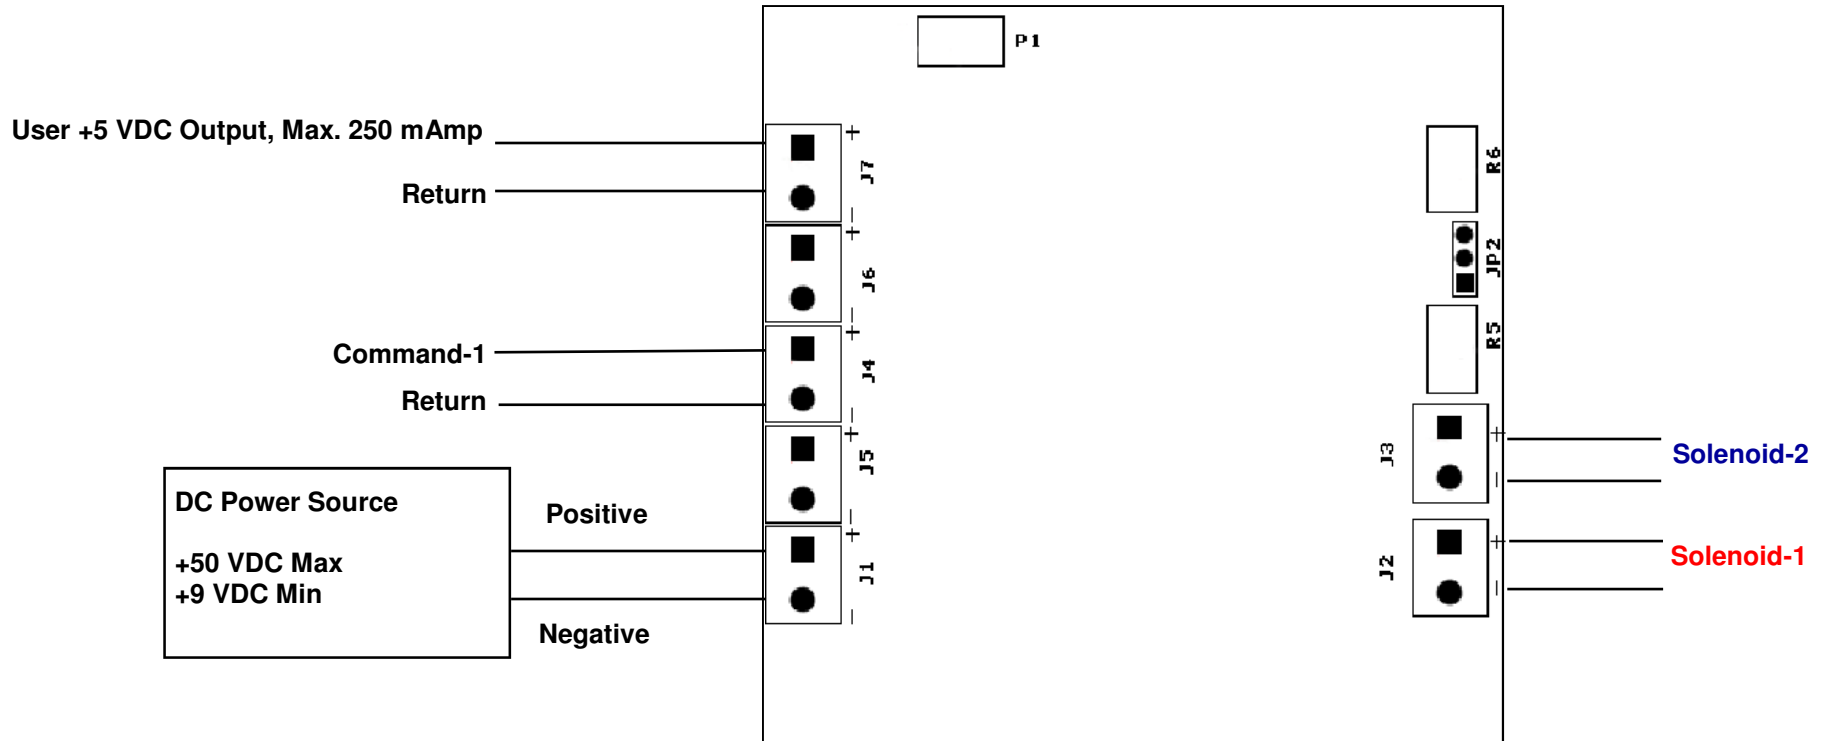 P1
User +5 VDC Output, Max. 250 mAmp
+
J7
Return
−
R6
+
J6
−
JP2
Command-1
+
J4
Return
−
R5
+
J5
−
J3
+
−
Solenoid-2
DC Power Source
+50 VDC Max
+9 VDC Min
Positive
Negative
+
J1
−
J2
+
−
Solenoid-1